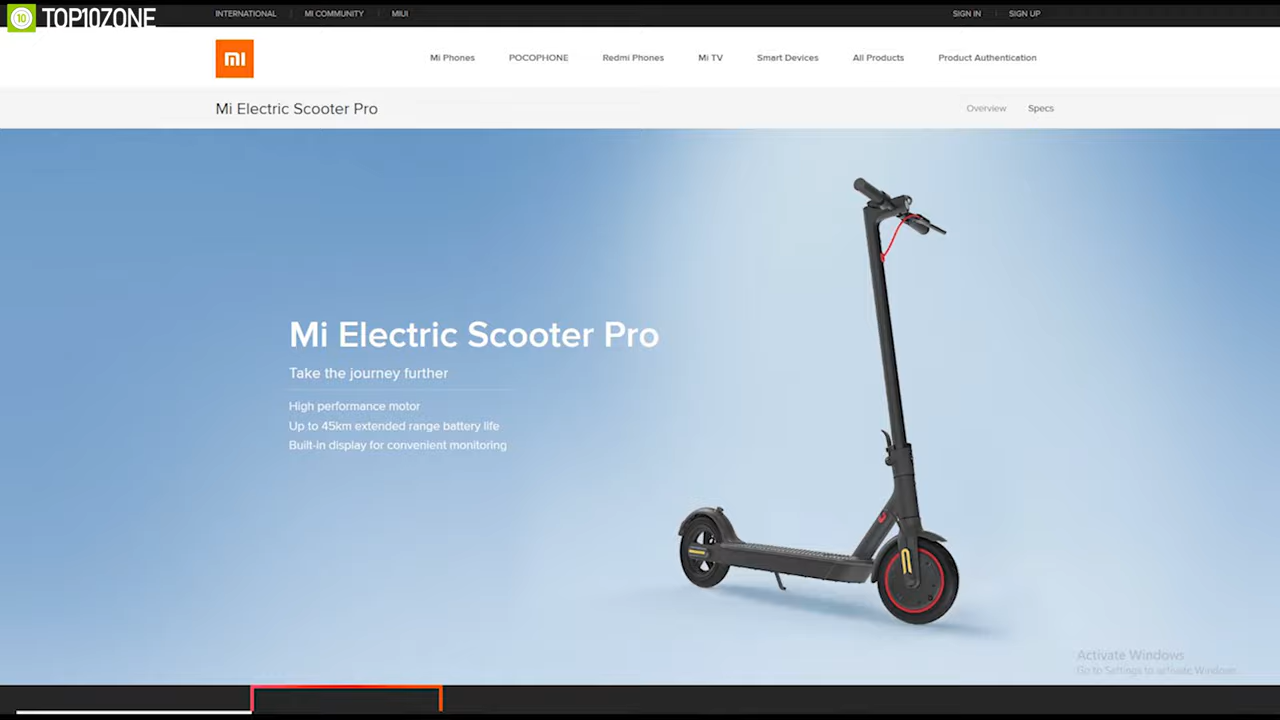 10 TOP10ZONE
INTERNATIONAL MI COMMUNITY MIUI SIGN IN SIGN UP
mi Mi Phones POCOPHONE Redmi Phones Mi TV Smart Devices All Products Product Authentication
Mi Electric Scooter Pro Overview Specs
Mi Electric Scooter Pro
Take the journey further
High performance motor
Up to 45km extended range battery life
Built-in display for convenient monitoring
Activate Windows
Go to Settings to activate Windows.